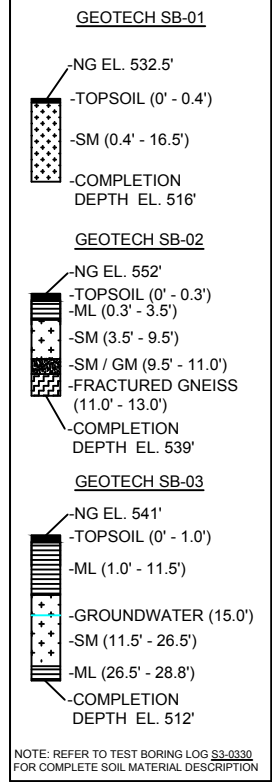 GEOTECH SB-01
-NG EL. 532.5'
-TOPSOIL (0' - 0.4')
-SM (0.4' - 16.5')
-COMPLETION
DEPTH EL. 516'
GEOTECH SB-02
-NG EL. 552'
-TOPSOIL (0' - 0.3')
-ML (0.3' - 3.5')
-SM (3.5' - 9.5')
-SM / GM (9.5' - 11.0')
-FRACTURED GNEISS
(11.0' - 13.0')
-COMPLETION
DEPTH EL. 539'
GEOTECH SB-03
-NG EL. 541'
-TOPSOIL (0' - 1.0')
-ML (1.0' - 11.5')
-GROUNDWATER (15.0')
-SM (11.5' - 26.5')
-ML (26.5' - 28.8')
-COMPLETION
DEPTH EL. 512'
NOTE: REFER TO TEST BORING LOG S3-0330
FOR COMPLETE SOIL MATERIAL DESCRIPTION